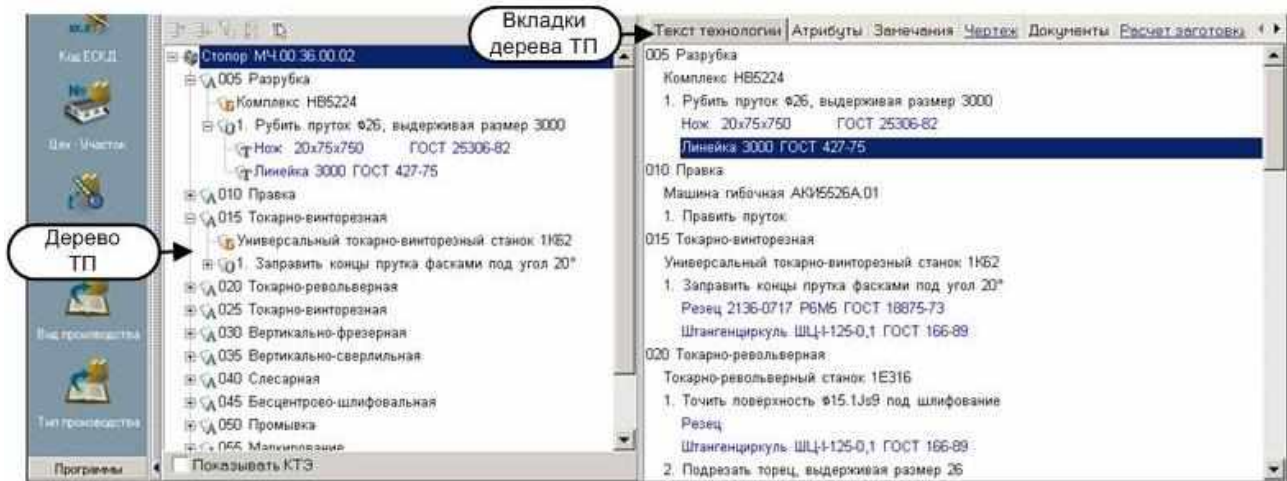 Код ЕСКД
Цех - Участок
Вид производства
Тип производства
Программы
Дерево
ТП
Вкладки
дерева ТП
Стопор МЧ.00.36.00.02
005 Разрубка
Комплекс НВ5224
1. Рубить пруток ⌀26, выдерживая размер 3000
Нож 20х75х750 ГОСТ 25306-82
Линейка 3000 ГОСТ 427-75
010 Правка
015 Токарно-винторезная
Универсальный токарно-винторезный станок 1К62
1. Заправить концы прутка фасками под угол 20°
020 Токарно-револьверная
025 Токарно-винторезная
030 Вертикально-фрезерная
035 Вертикально-сверлильная
040 Слесарная
045 Бесцентрово-шлифовальная
050 Промывка
055 Маркирование
Показывать КТЭ
Текст технологии Атрибуты Замечания Чертеж Документы Расчет заготовки
005 Разрубка
Комплекс НВ5224
1. Рубить пруток ⌀26, выдерживая размер 3000
Нож 20х75х750 ГОСТ 25306-82
Линейка 3000 ГОСТ 427-75
010 Правка
Машина гибочная АКИ5526А.01
1. Править пруток
015 Токарно-винторезная
Универсальный токарно-винторезный станок 1К62
1. Заправить концы прутка фасками под угол 20°
Резец 2136-0717 Р6М5 ГОСТ 18875-73
Штангенциркуль ШЦ-I-125-0,1 ГОСТ 166-89
020 Токарно-револьверная
Токарно-револьверный станок 1Е316
1. Точить поверхность ⌀15.1Js9 под шлифование
Резец
Штангенциркуль ШЦ-I-125-0,1 ГОСТ 166-89
2. Подрезать торец, выдерживая размер 26